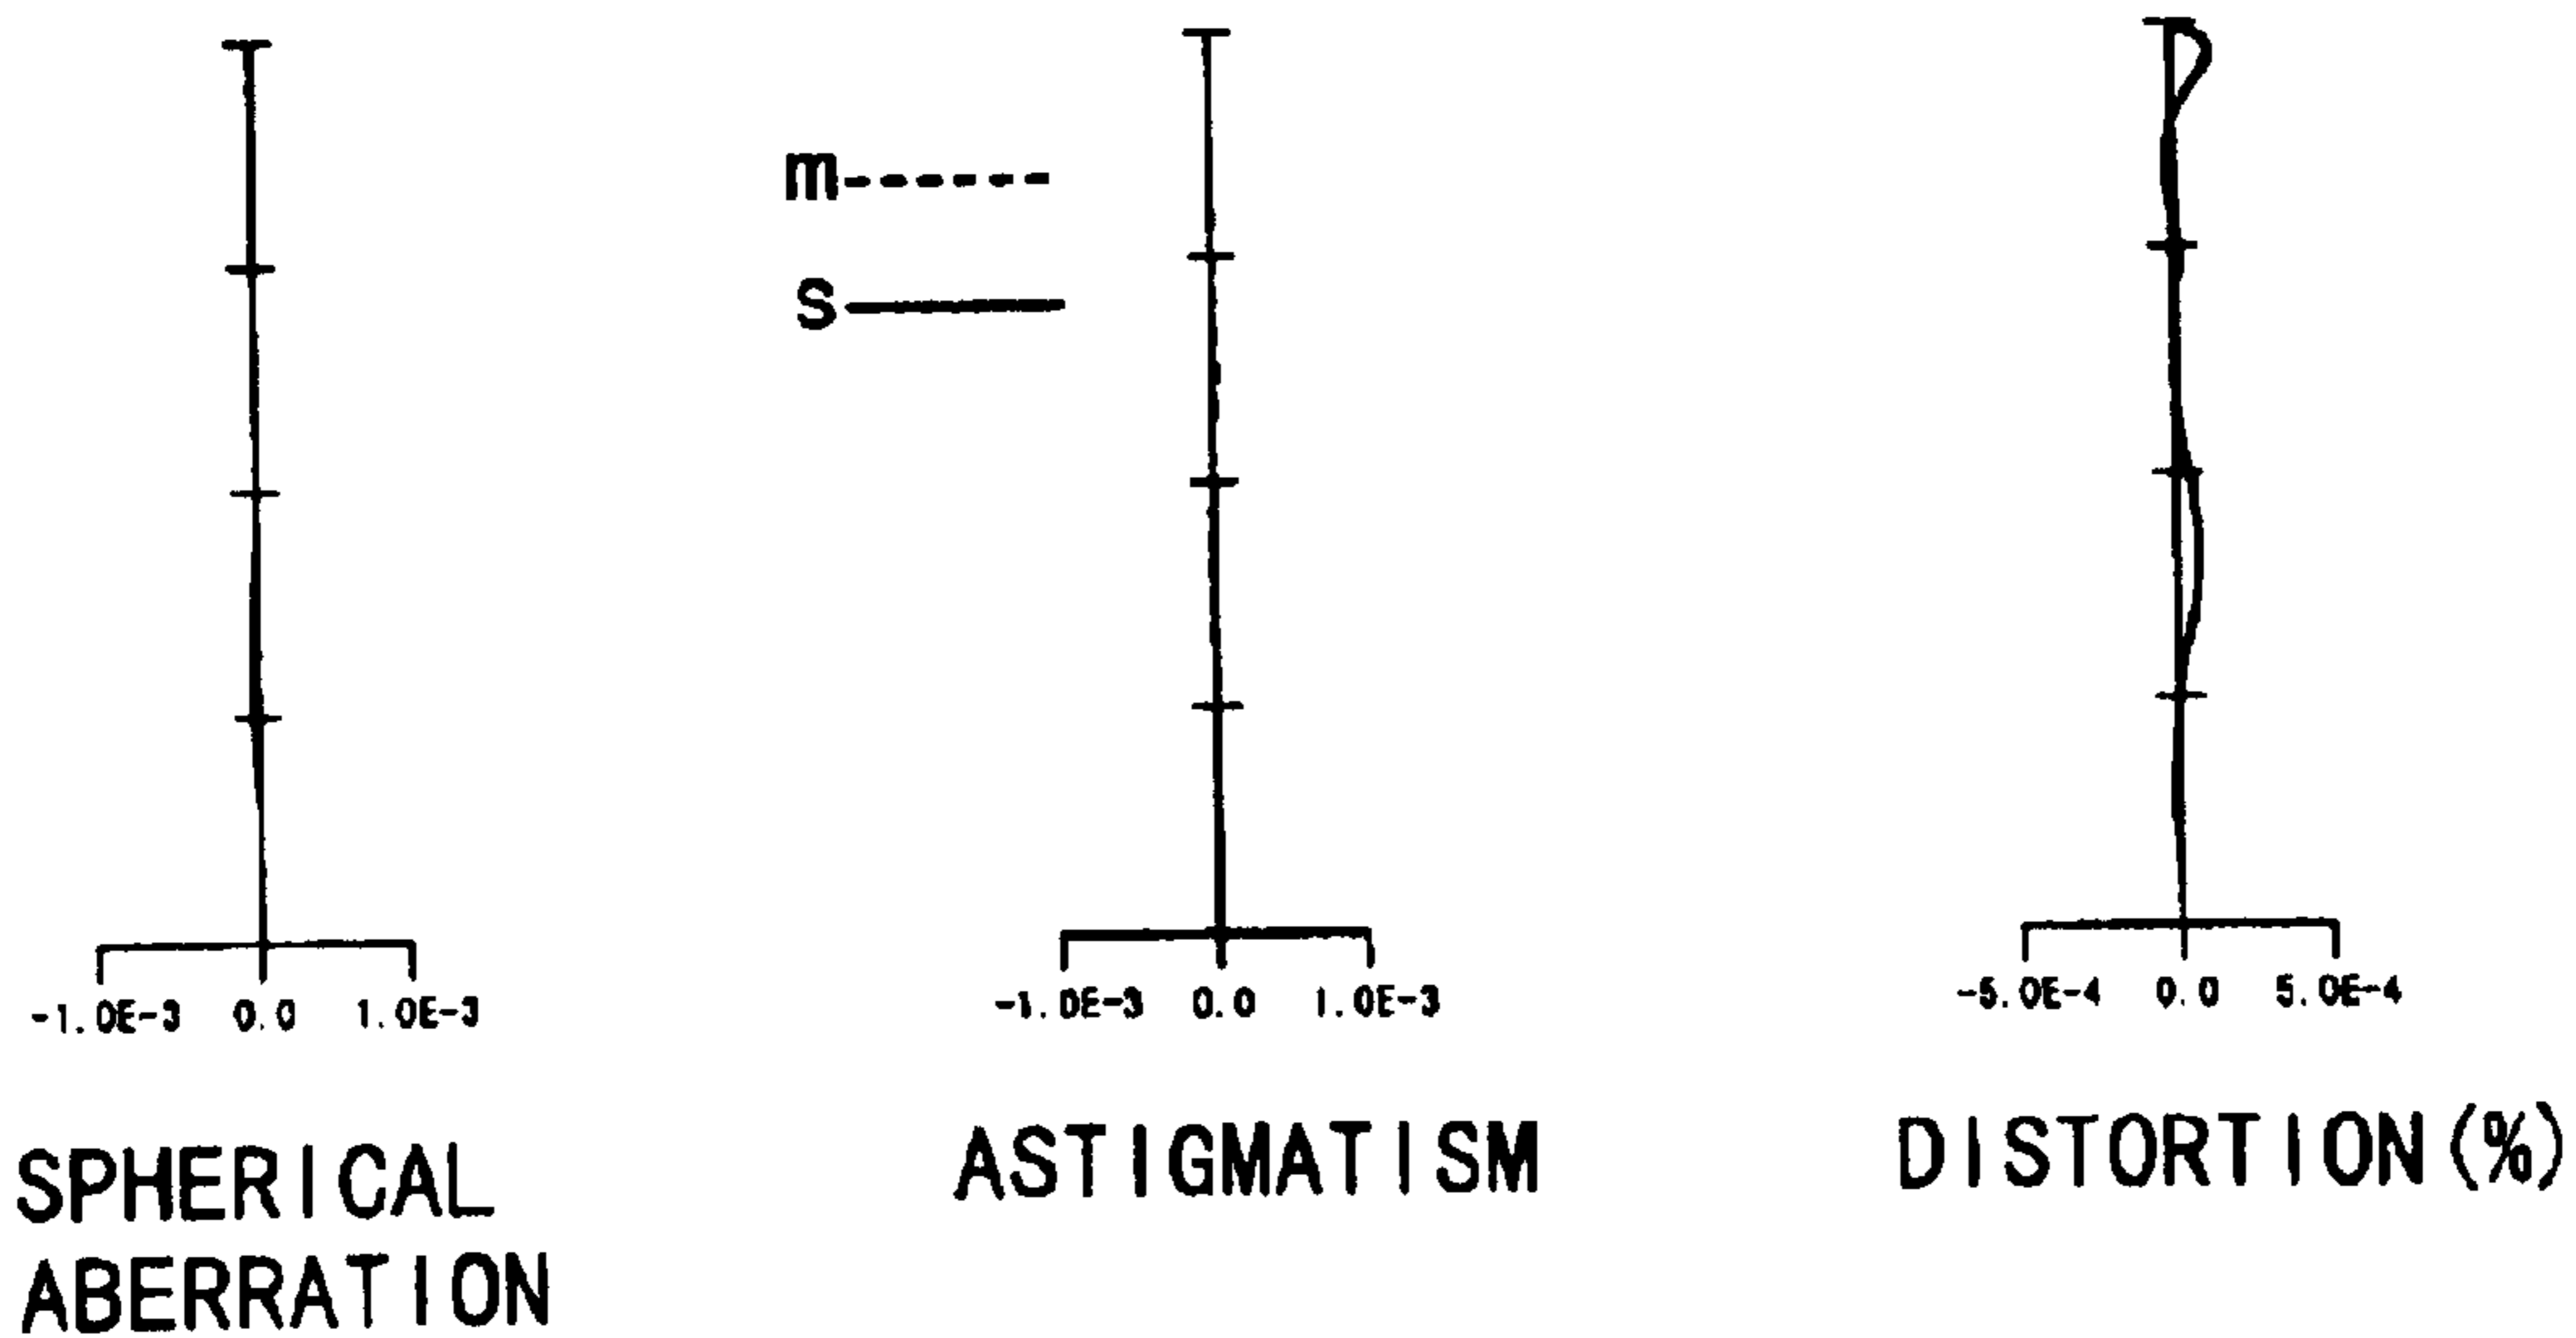 m
s
-1.0E-3 0.0 1.0E-3
-1.0E-3 0.0 1.0E-3
-5.0E-4 0.0 5.0E-4
SPHERICAL
ABERRATION
ASTIGMATISM
DISTORTION(%)